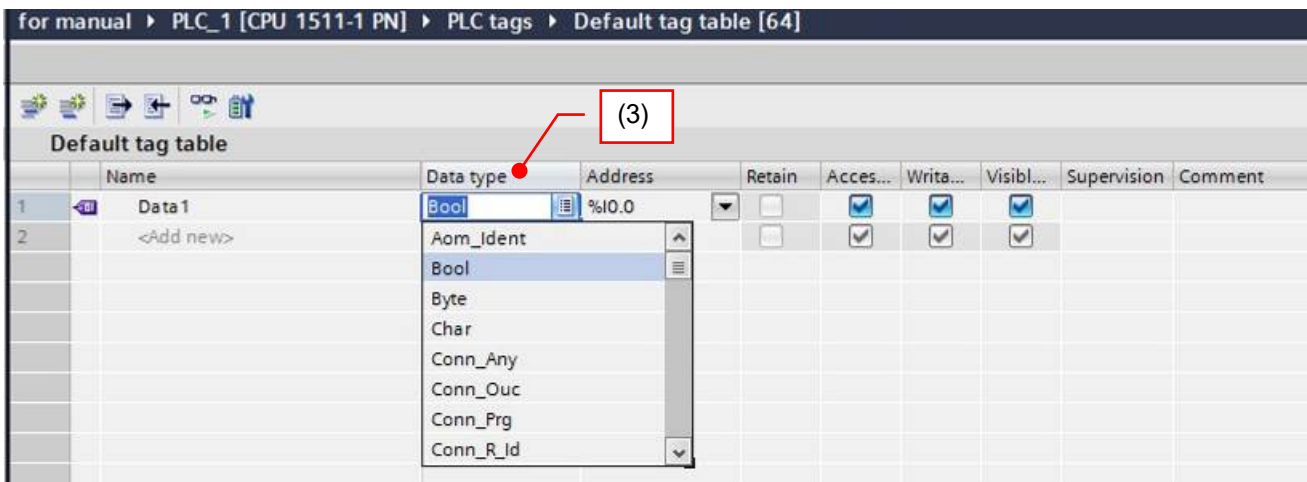 for manual ▸ PLC_1 [CPU 1511-1 PN] ▸ PLC tags ▸ Default tag table [64]
(3)
Default tag table
Name Data type Address Retain Acces... Writa... Visibl... Supervision Comment
1 Data1 Bool %I0.0
2 <Add new>
Aom_Ident
Bool
Byte
Char
Conn_Any
Conn_Ouc
Conn_Prg
Conn_R_Id